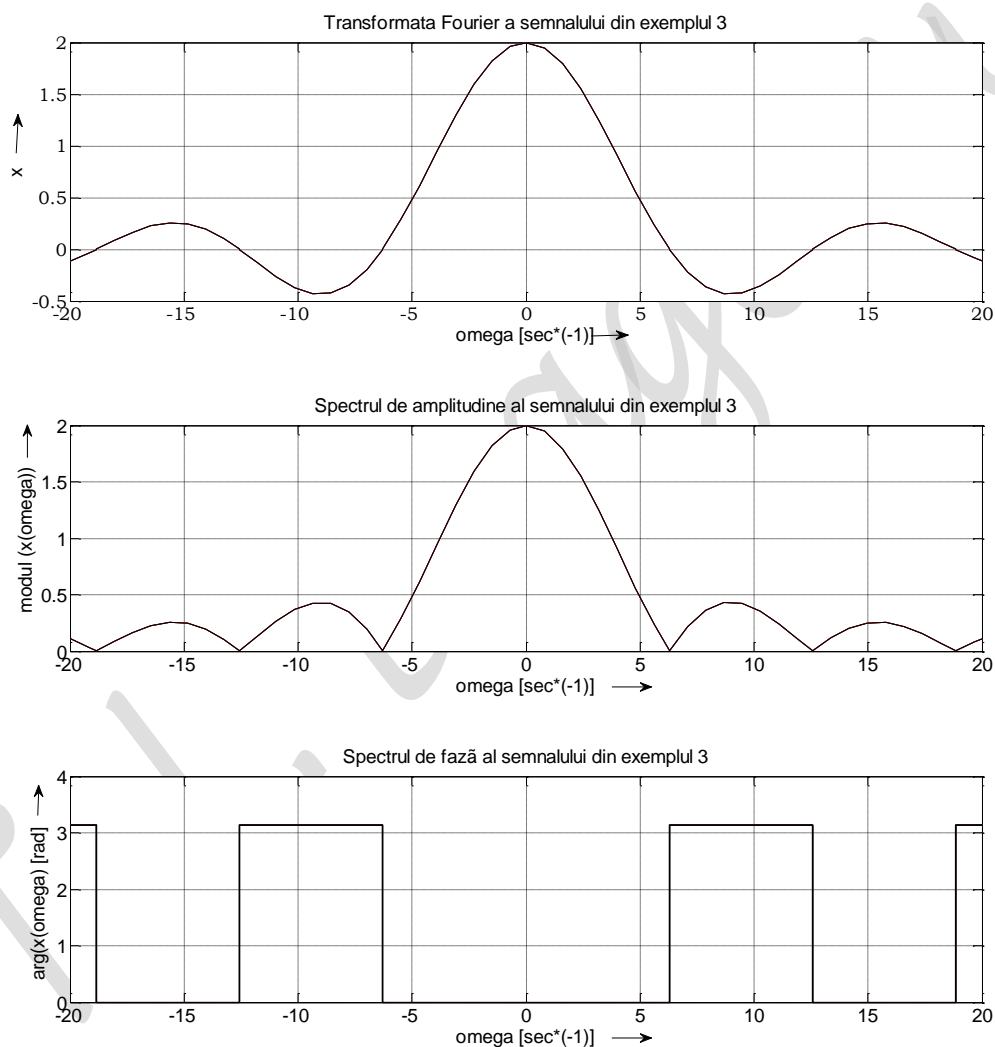 Transformata Fourier a semnalului din exemplul 3
2
1.5
1
0.5
0
-0.5
x
-20 -15 -10 -5 0 5 10 15 20
omega [sec*(-1)]
Spectrul de amplitudine al semnalului din exemplul 3
2
1.5
1
0.5
0
modul (x(omega))
-20 -15 -10 -5 0 5 10 15 20
omega [sec*(-1)]
Spectrul de fazã al semnalului din exemplul 3
4
3
2
1
0
arg(x(omega) [rad]
-20 -15 -10 -5 0 5 10 15 20
omega [sec*(-1)]